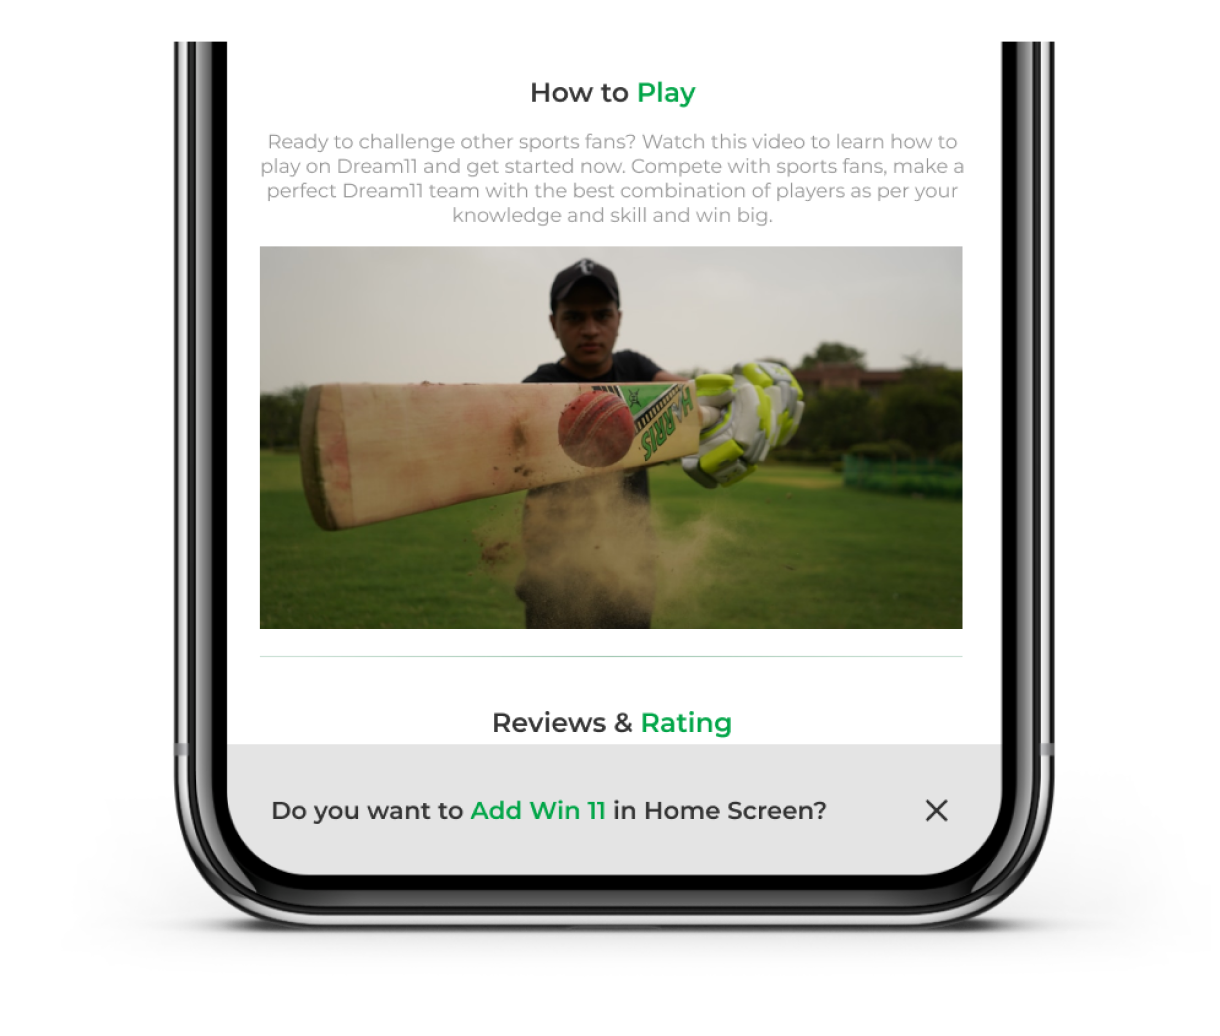 How to Play
Ready to challenge other sports fans? Watch this video to learn how to
play on Dream11 and get started now. Compete with sports fans, make a
perfect Dream11 team with the best combination of players as per your
knowledge and skill and win big.
HARRIS
Reviews & Rating
Do you want to Add Win 11 in Home Screen?